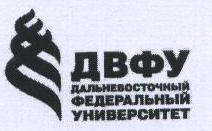 ДВФУ
ДАЛЬНЕВОСТОЧНЫЙ
ФЕДЕРАЛЬНЫЙ
УНИВЕРСИТЕТ